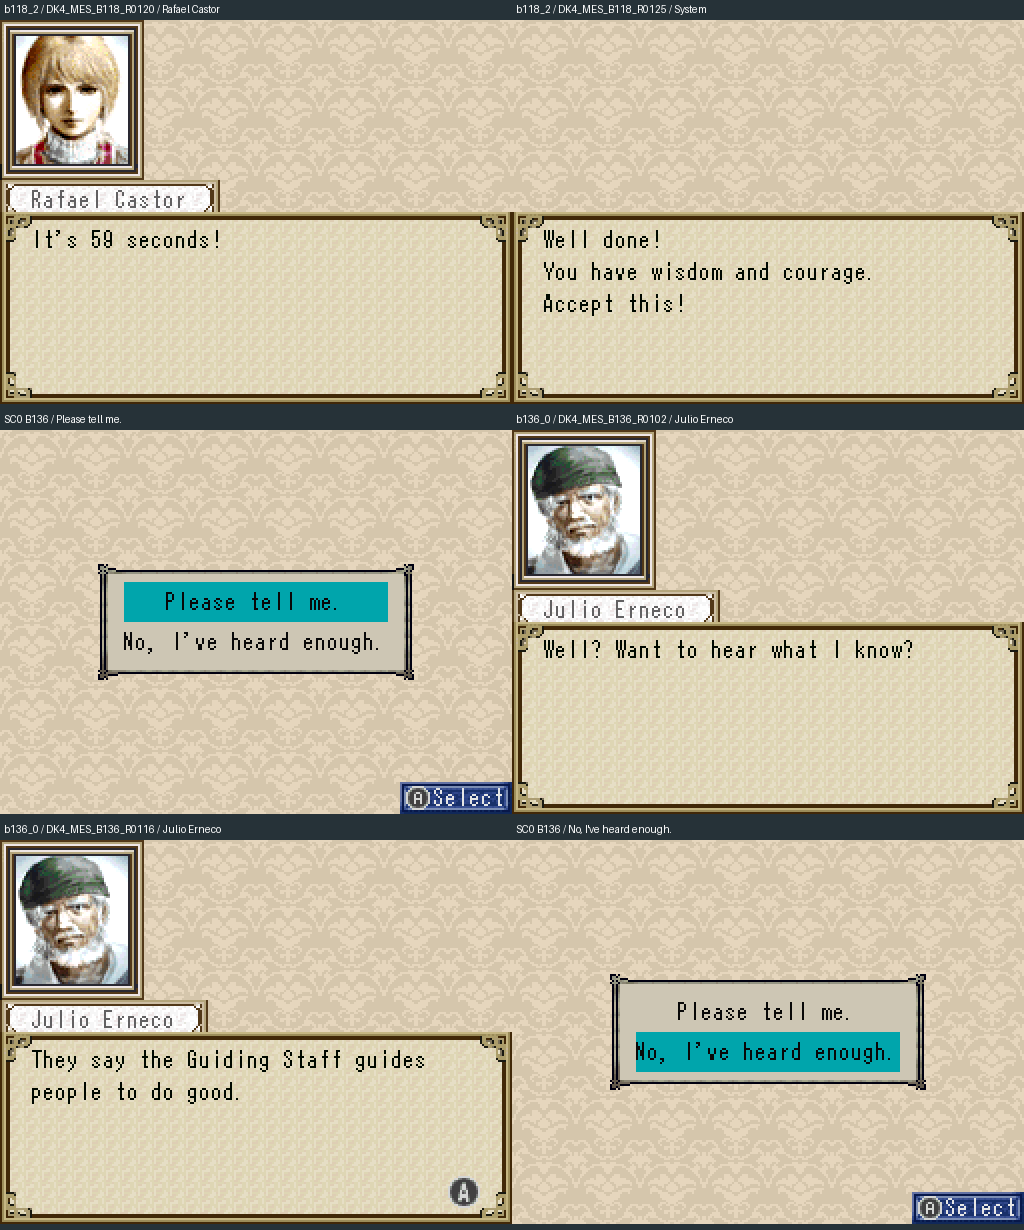 b118_2 / DK4_MES_B118_R0120 / Rafael Castor
Rafael Castor
It's 59 seconds!
b118_2 / DK4_MES_B118_R0125 / System
Well done!
You have wisdom and courage.
Accept this!
SC0 B136 / Please tell me.
Please tell me.
No, I've heard enough.
A Select
b136_0 / DK4_MES_B136_R0102 / Julio Erneco
Julio Erneco
Well? Want to hear what I know?
b136_0 / DK4_MES_B136_R0116 / Julio Erneco
Julio Erneco
They say the Guiding Staff guides
people to do good.
A
SC0 B136 / No, I've heard enough.
Please tell me.
No, I've heard enough.
A Select